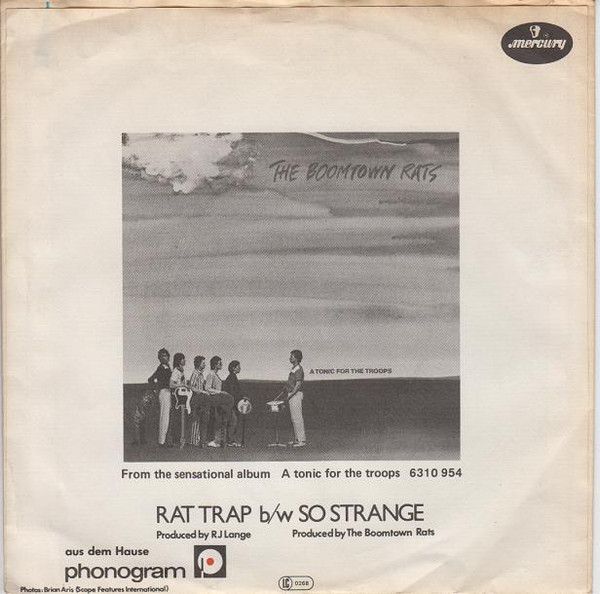 mercury
THE BOOMTOWN RATS
A TONIC FOR THE TROOPS
From the sensational album A tonic for the troops 6310 954
RAT TRAP b/w SO STRANGE
Produced by RJ Lange Produced by The Boomtown Rats
aus dem Hause
phonogram
LC 0268
Photos: Brian Aris (Scope Features International)